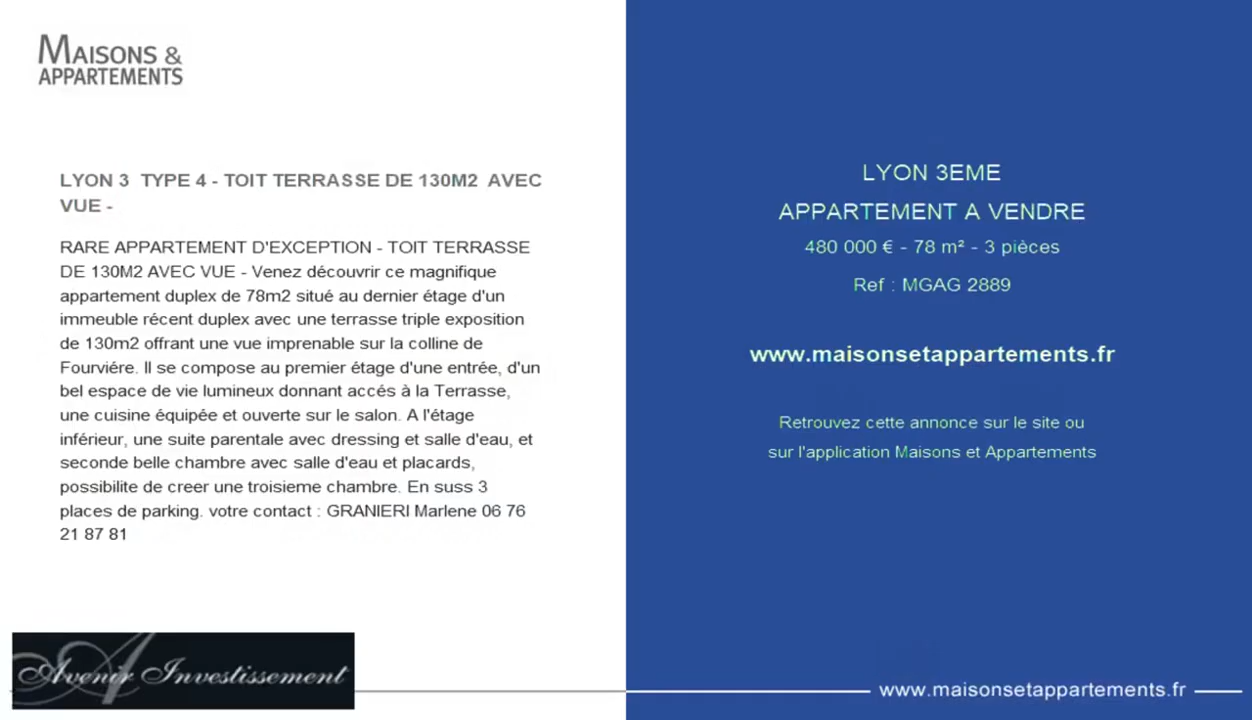 MAISONS &
APPARTEMENTS
LYON 3 TYPE 4 - TOIT TERRASSE DE 130M2 AVEC
VUE -
RARE APPARTEMENT D'EXCEPTION - TOIT TERRASSE
DE 130M2 AVEC VUE - Venez découvrir ce magnifique
appartement duplex de 78m2 situé au dernier étage d'un
immeuble récent duplex avec une terrasse triple exposition
de 130m2 offrant une vue imprenable sur la colline de
Fourviére. Il se compose au premier étage d'une entrée, d'un
bel espace de vie lumineux donnant accés à la Terrasse,
une cuisine équipée et ouverte sur le salon. A l'étage
inférieur, une suite parentale avec dressing et salle d'eau, et
seconde belle chambre avec salle d'eau et placards,
possibilite de creer une troisieme chambre. En suss 3
places de parking. votre contact : GRANIERI Marlene 06 76
21 87 81
Avenir Investissement
LYON 3EME
APPARTEMENT A VENDRE
480 000 € - 78 m² - 3 pièces
Ref : MGAG 2889
www.maisonsetappartements.fr
Retrouvez cette annonce sur le site ou
sur l'application Maisons et Appartements
www.maisonsetappartements.fr